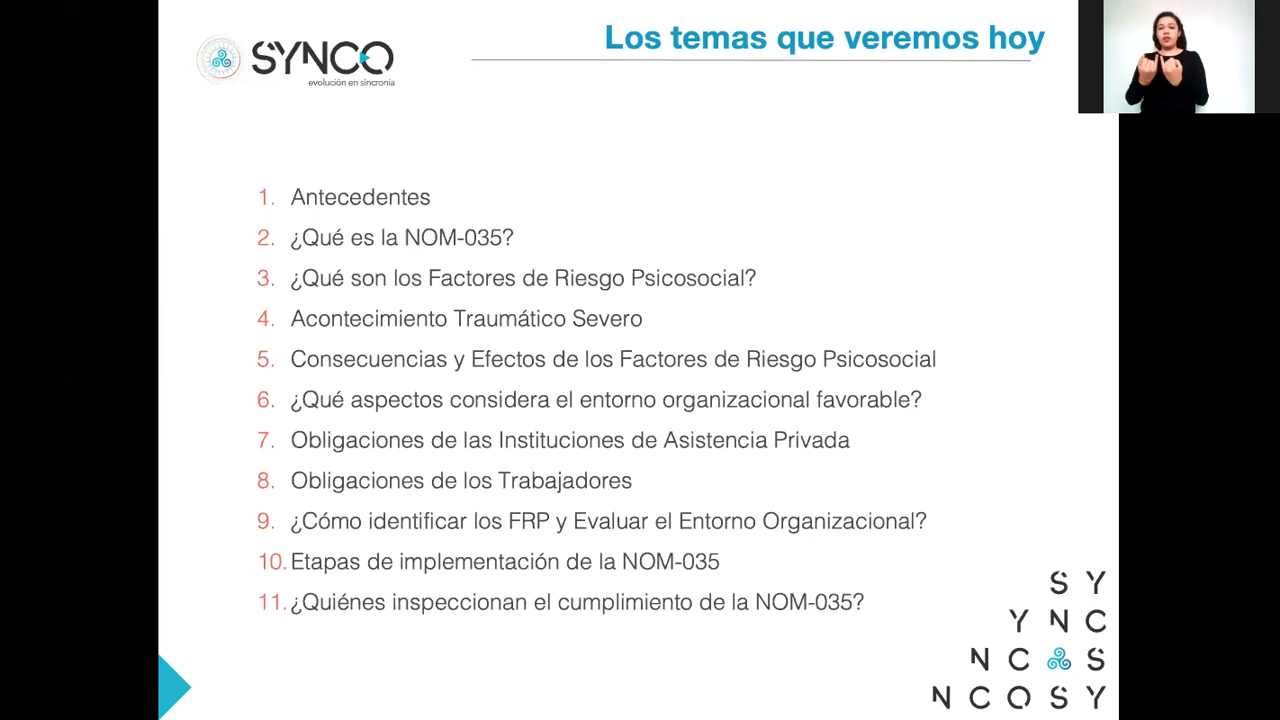 Los temas que veremos hoy
SYNCO
evolución en sincronía
1. Antecedentes
2. ¿Qué es la NOM-035?
3. ¿Qué son los Factores de Riesgo Psicosocial?
4. Acontecimiento Traumático Severo
5. Consecuencias y Efectos de los Factores de Riesgo Psicosocial
6. ¿Qué aspectos considera el entorno organizacional favorable?
7. Obligaciones de las Instituciones de Asistencia Privada
8. Obligaciones de los Trabajadores
9. ¿Cómo identificar los FRP y Evaluar el Entorno Organizacional?
10. Etapas de implementación de la NOM-035
11. ¿Quiénes inspeccionan el cumplimiento de la NOM-035?
S Y
Y N C
N C S
N C O S Y